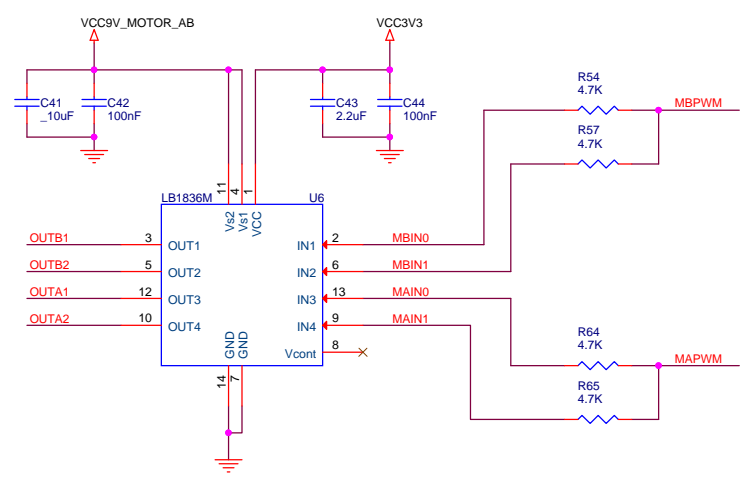 VCC9V_MOTOR_AB
VCC3V3
C41
_10uF
C42
100nF
C43
2.2uF
C44
100nF
R54
4.7K
MBPWM
R57
4.7K
11
4
1
LB1836M
U6
Vs2
Vs1
VCC
OUTB1
3
OUT1
IN1
2
MBIN0
OUTB2
5
OUT2
IN2
6
MBIN1
OUTA1
12
OUT3
IN3
13
MAIN0
OUTA2
10
OUT4
IN4
9
MAIN1
GND
GND
Vcont
8
14
7
R64
4.7K
MAPWM
R65
4.7K